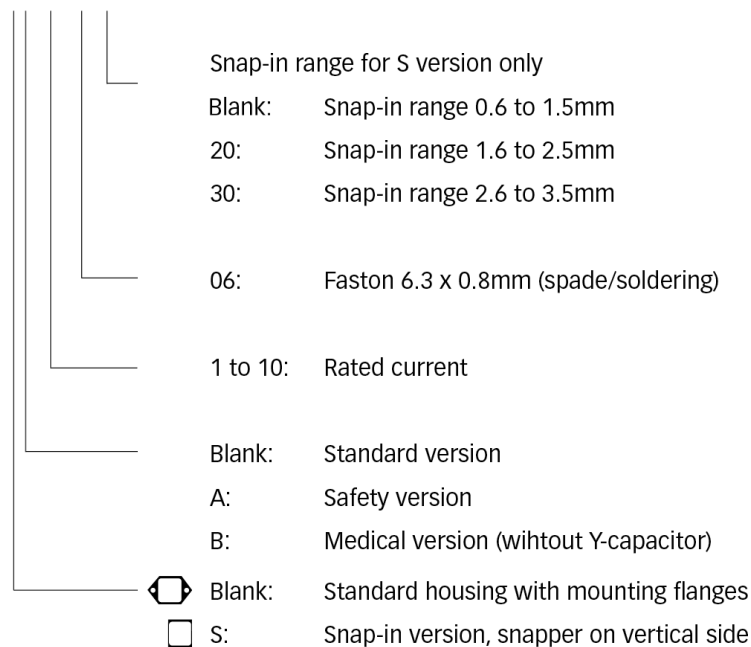 Snap-in range for S version only
Blank: Snap-in range 0.6 to 1.5mm
20: Snap-in range 1.6 to 2.5mm
30: Snap-in range 2.6 to 3.5mm
06: Faston 6.3 x 0.8mm (spade/soldering)
1 to 10: Rated current
Blank: Standard version
A: Safety version
B: Medical version (wihtout Y-capacitor)
Blank: Standard housing with mounting flanges
S: Snap-in version, snapper on vertical side